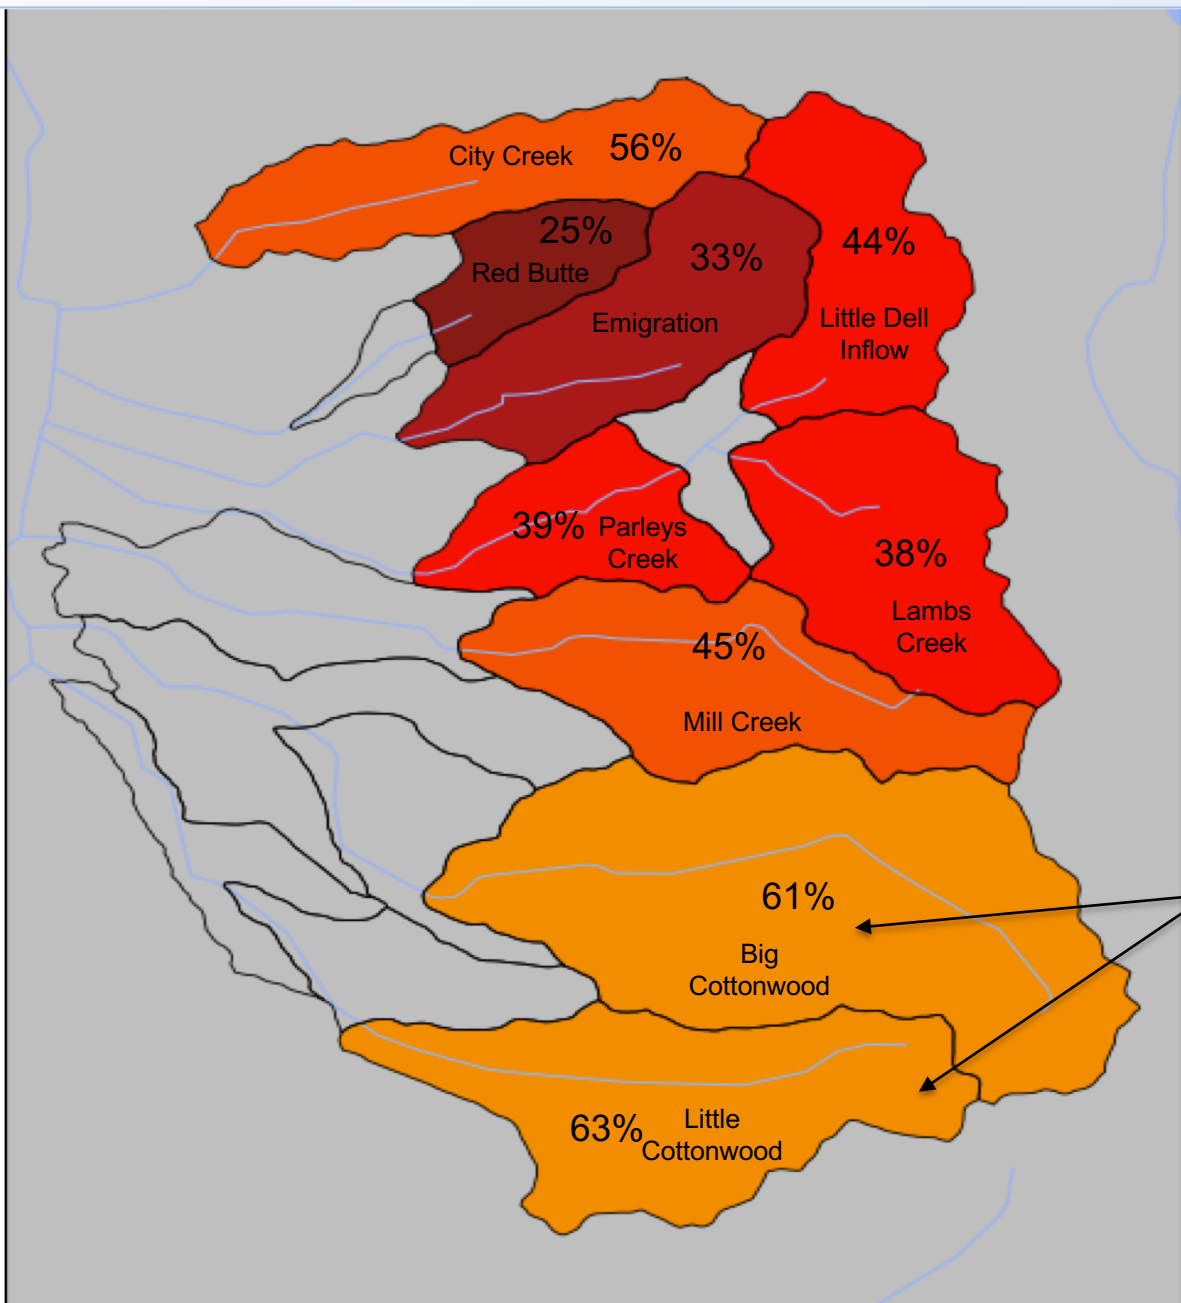 City Creek 56%
25%
Red Butte
33%
Emigration
44%
Little Dell
Inflow
39% Parleys
Creek
38%
Lambs
Creek
45%
Mill Creek
61%
Big
Cottonwood
63% Little
Cottonwood